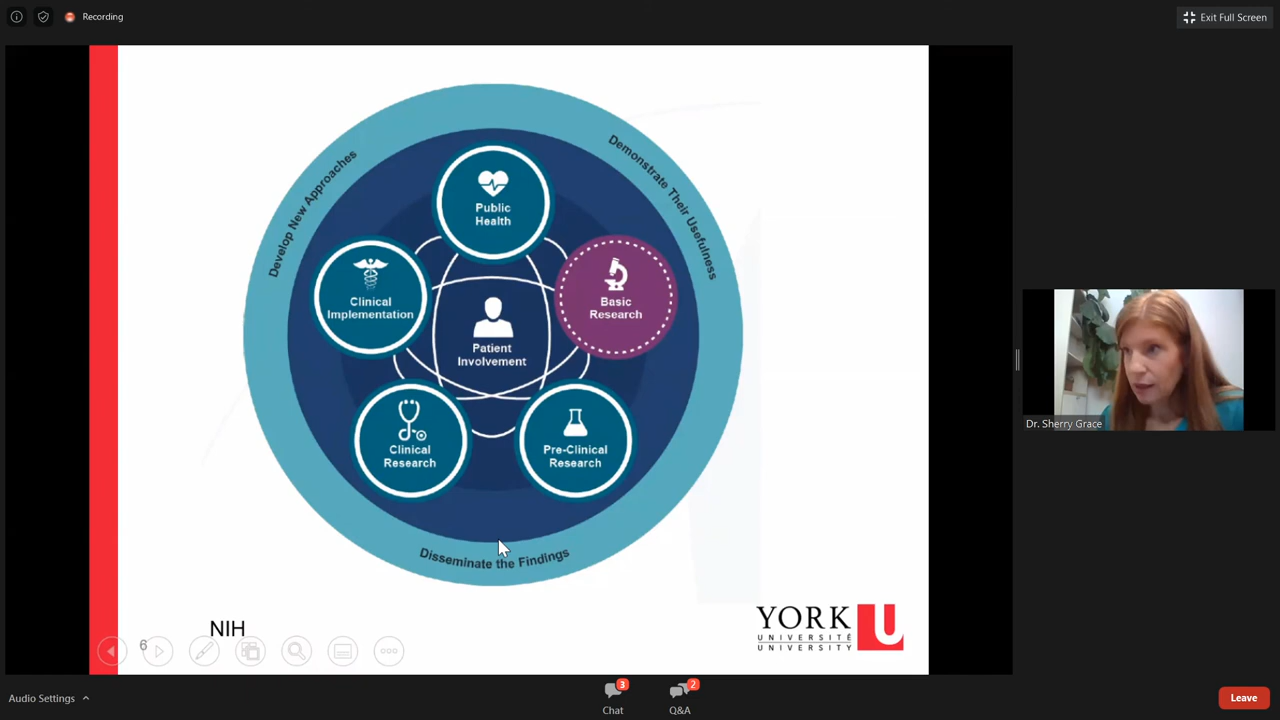 Recording
Exit Full Screen
Develop New Approaches
Demonstrate Their Usefulness
Public
Health
Clinical
Implementation
Basic
Research
Patient
Involvement
Clinical
Research
Pre-Clinical
Research
Disseminate the Findings
Dr. Sherry Grace
NIH
6
YORK
UNIVERSITÉ
UNIVERSITY
U
Audio Settings
3
Chat
2
Q&A
Leave